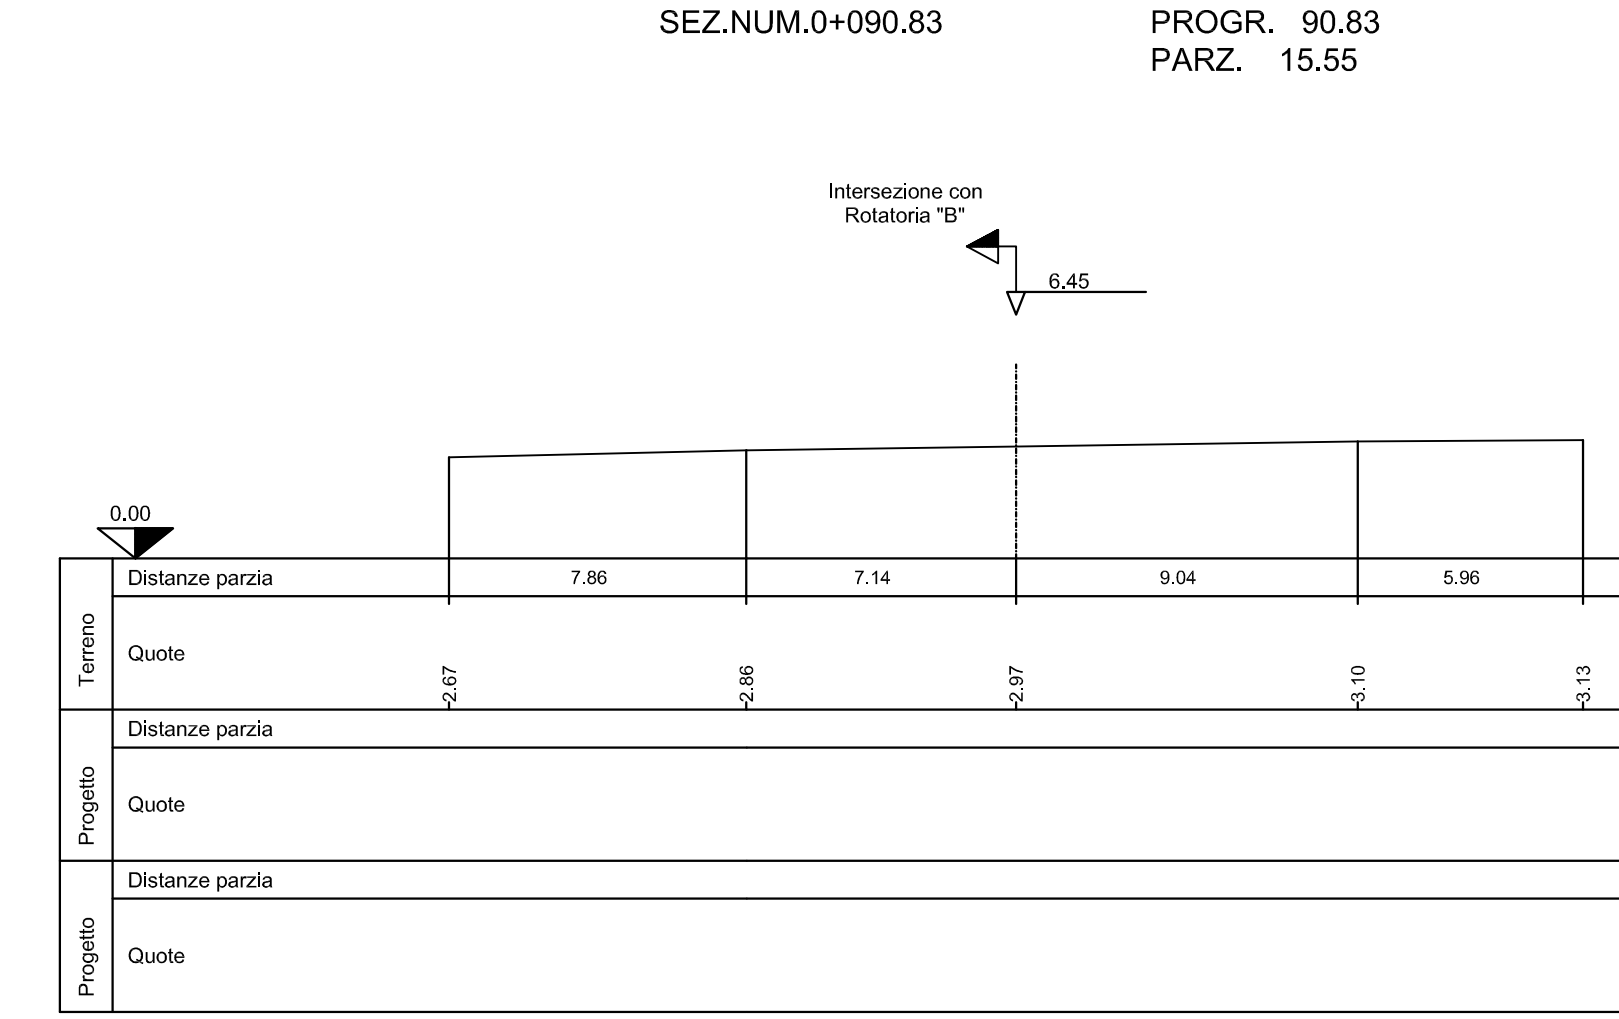 SEZ.NUM.0+090.83
PROGR. 90.83
PARZ. 15.55
Intersezione con
Rotatoria "B"
6.45
0.00
Terreno
Distanze parzia
7.86 7.14 9.04 5.96
Quote
2.67 2.86 2.97 3.10 3.13
Progetto
Distanze parzia
Quote
Progetto
Distanze parzia
Quote